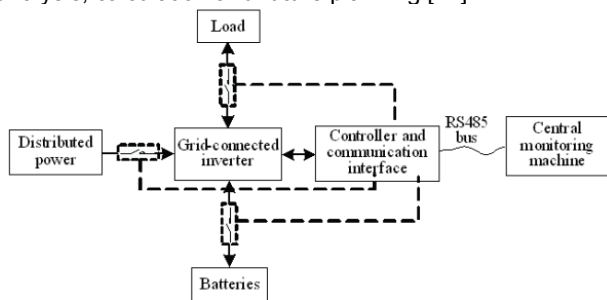 Load
Distributed
power
Grid-connected
inverter
Controller and
communication
interface
RS485
bus
Central
monitoring
machine
Batteries